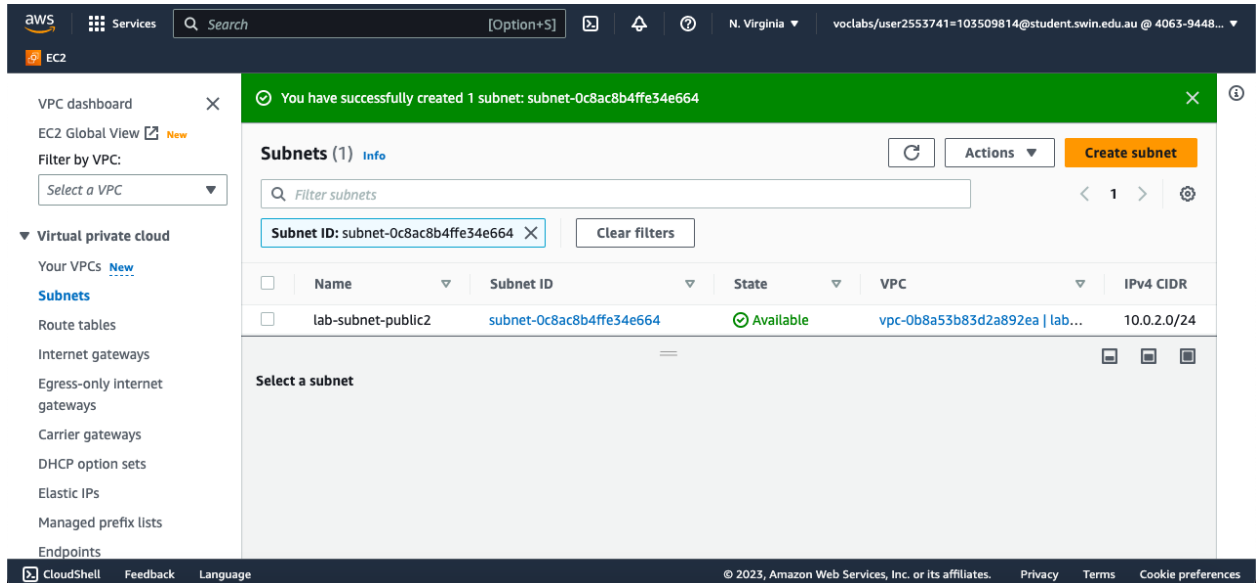 aws Services Search [Option+S] N. Virginia voclabs/user2553741=103509814@student.swin.edu.au @ 4063-9448...
EC2
VPC dashboard
EC2 Global View New
Filter by VPC:
Select a VPC
Virtual private cloud
Your VPCs New
Subnets
Route tables
Internet gateways
Egress-only internet
gateways
Carrier gateways
DHCP option sets
Elastic IPs
Managed prefix lists
Endpoints
You have successfully created 1 subnet: subnet-0c8ac8b4ffe34e664
Subnets (1) Info Actions Create subnet
Filter subnets 1
Subnet ID: subnet-0c8ac8b4ffe34e664 Clear filters
Name Subnet ID State VPC IPv4 CIDR
lab-subnet-public2 subnet-0c8ac8b4ffe34e664 Available vpc-0b8a53b83d2a892ea | lab... 10.0.2.0/24
Select a subnet
CloudShell Feedback Language © 2023, Amazon Web Services, Inc. or its affiliates. Privacy Terms Cookie preferences